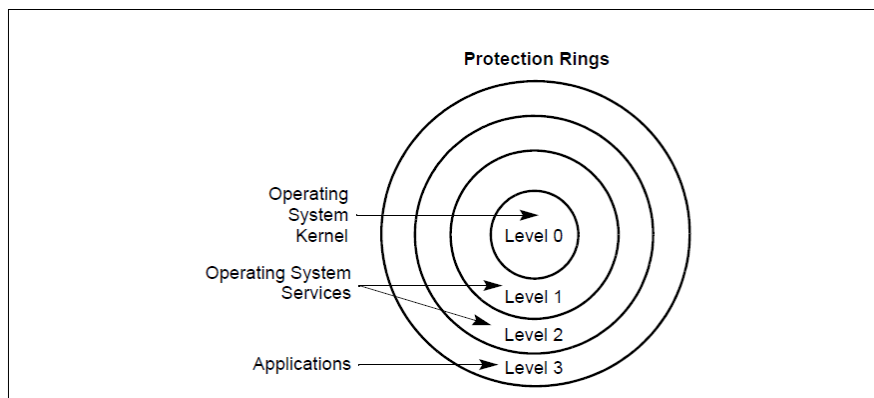 Protection Rings
Operating
System
Kernel
Level 0
Operating System
Services
Level 1
Level 2
Applications
Level 3